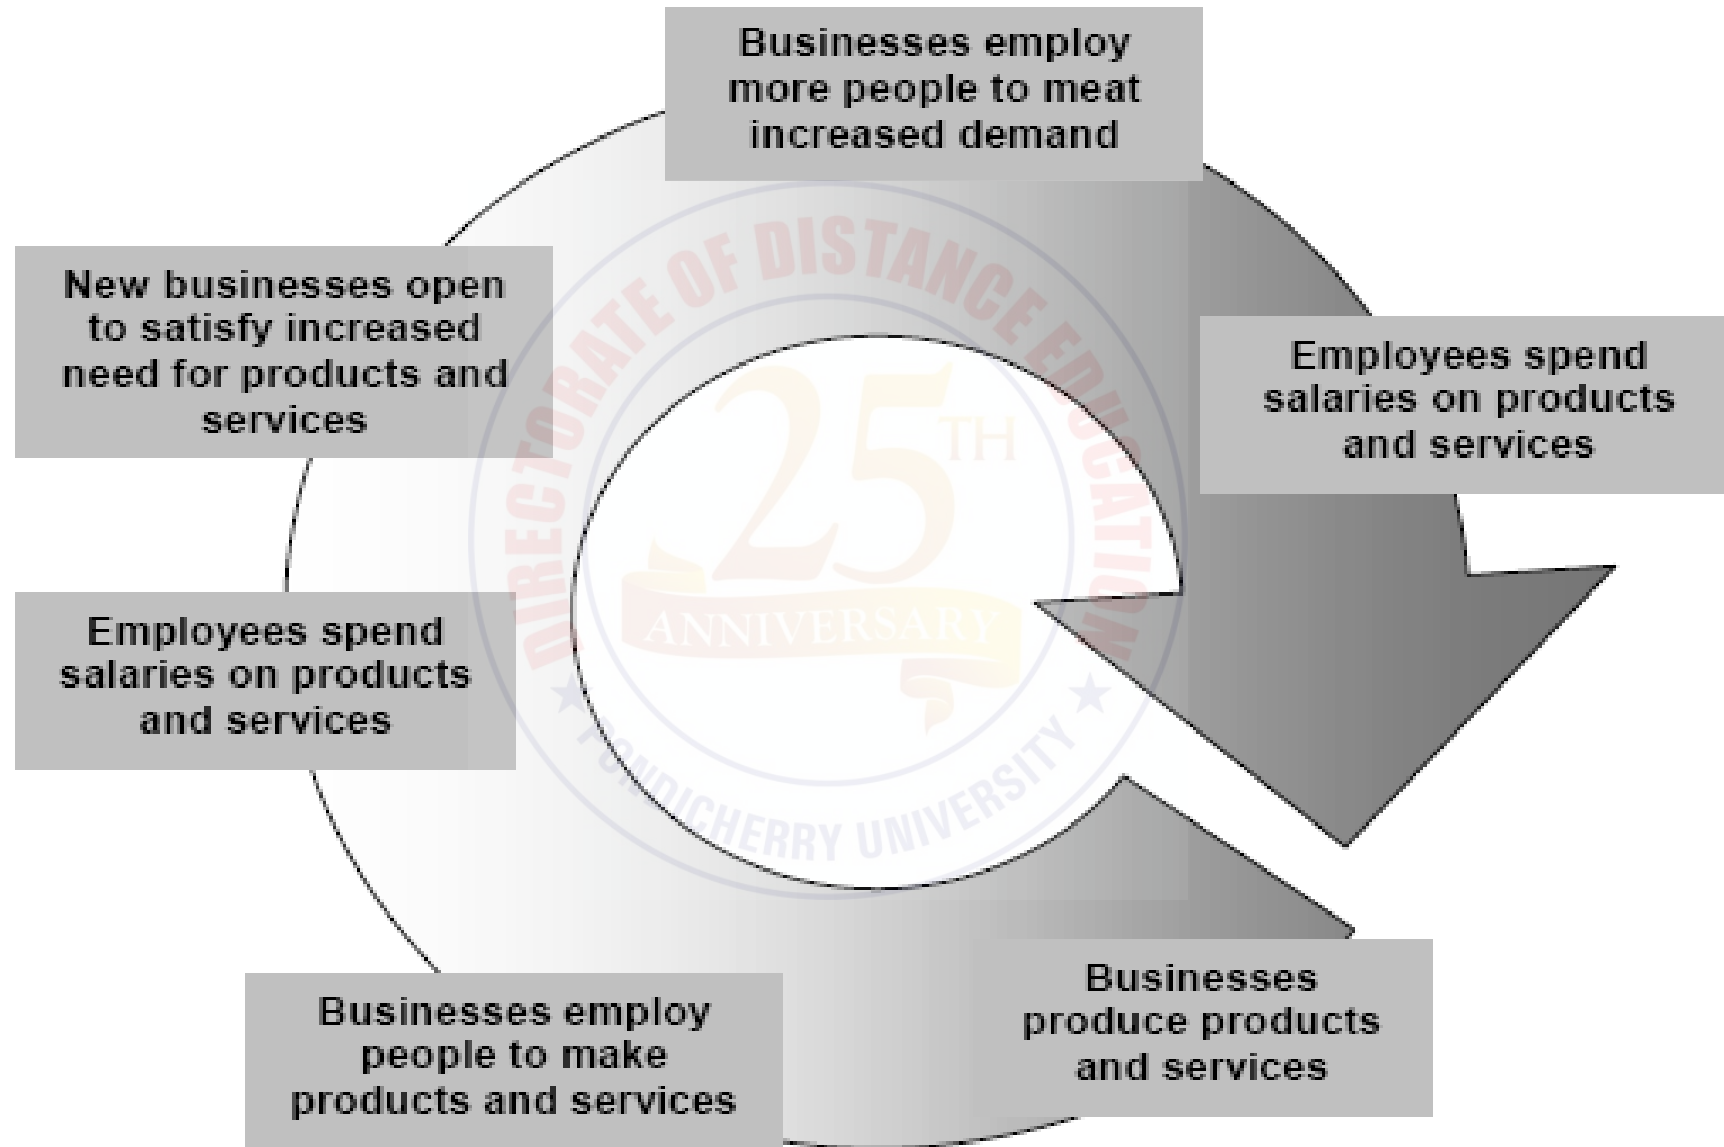 Businesses employ
more people to meat
increased demand
New businesses open
to satisfy increased
need for products and
services
Employees spend
salaries on products
and services
Employees spend
salaries on products
and services
Businesses employ
people to make
products and services
Businesses
produce products
and services
DIRECTORATE OF DISTANCE EDUCATION
25TH
ANNIVERSARY
PONDICHERRY UNIVERSITY